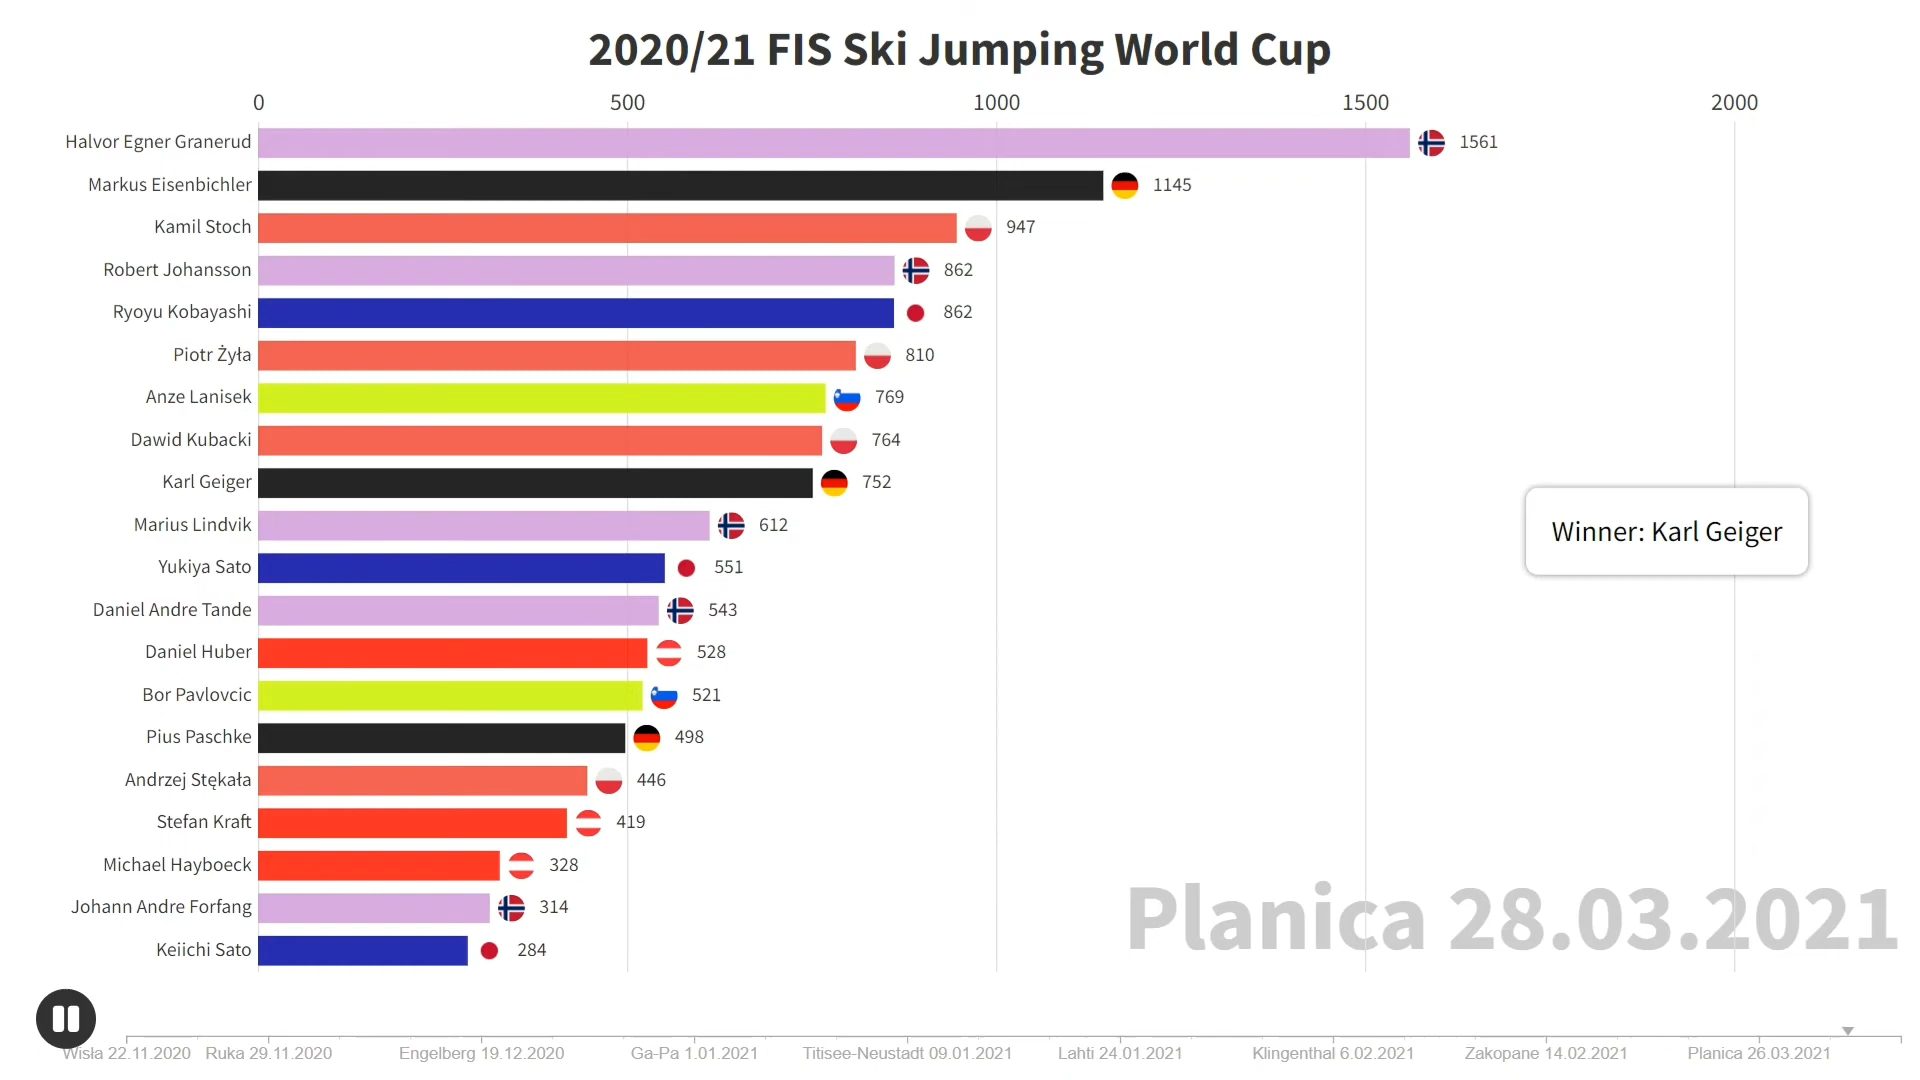 2020/21 FIS Ski Jumping World Cup
0 500 1000 1500 2000
Halvor Egner Granerud 1561
Markus Eisenbichler 1145
Kamil Stoch 947
Robert Johansson 862
Ryoyu Kobayashi 862
Piotr Żyła 810
Anze Lanisek 769
Dawid Kubacki 764
Karl Geiger 752
Marius Lindvik 612
Winner: Karl Geiger
Yukiya Sato 551
Daniel Andre Tande 543
Daniel Huber 528
Bor Pavlovcic 521
Pius Paschke 498
Andrzej Stękała 446
Stefan Kraft 419
Michael Hayboeck 328
Johann Andre Forfang 314
Planica 28.03.2021
Keiichi Sato 284
Wisła 22.11.2020 Ruka 29.11.2020 Engelberg 19.12.2020 Ga-Pa 1.01.2021 Titisee-Neustadt 09.01.2021 Lahti 24.01.2021 Klingenthal 6.02.2021 Zakopane 14.02.2021 Planica 26.03.2021